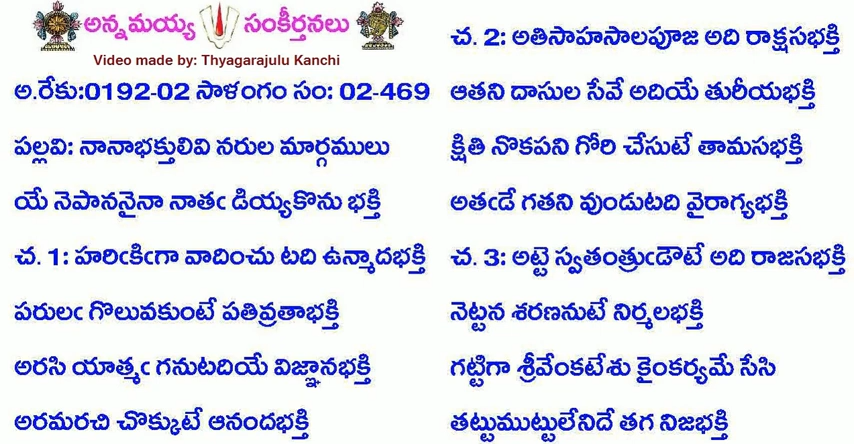 అన్నమయ్య సంకీర్తనలు
Video made by: Thyagarajulu Kanchi
అ.రేకు:0192-02 సాళంగం సం: 02-469
పల్లవి: నానాభక్తులివి నరుల మార్గములు
యే నెపాననైనా నాతఁ డియ్యకొను భక్తి
చ. 1: హరిఁకిఁగా వాదించు టది ఉన్మాదభక్తి
పరులఁ గొలువకుంటే పతివ్రతాభక్తి
అరసి యాత్మఁ గనుటదియే విజ్ఞానభక్తి
అరమరచి చొక్కుటే ఆనందభక్తి
చ. 2: అతిసాహసాలపూజ అది రాక్షసభక్తి
ఆతని దాసుల సేవే అదియే తురీయభక్తి
క్షితి నొకపని గోరి చేసుటే తామసభక్తి
అతఁడే గతని వుండుటది వైరాగ్యభక్తి
చ. 3: అట్టె స్వతంత్రుఁడౌటే అది రాజసభక్తి
నెట్టన శరణనుటే నిర్మలభక్తి
గట్టిగా శ్రీవేంకటేశు కైంకర్యమే సేసి
తట్టుముట్టులేనిదే తగ నిజభక్తి